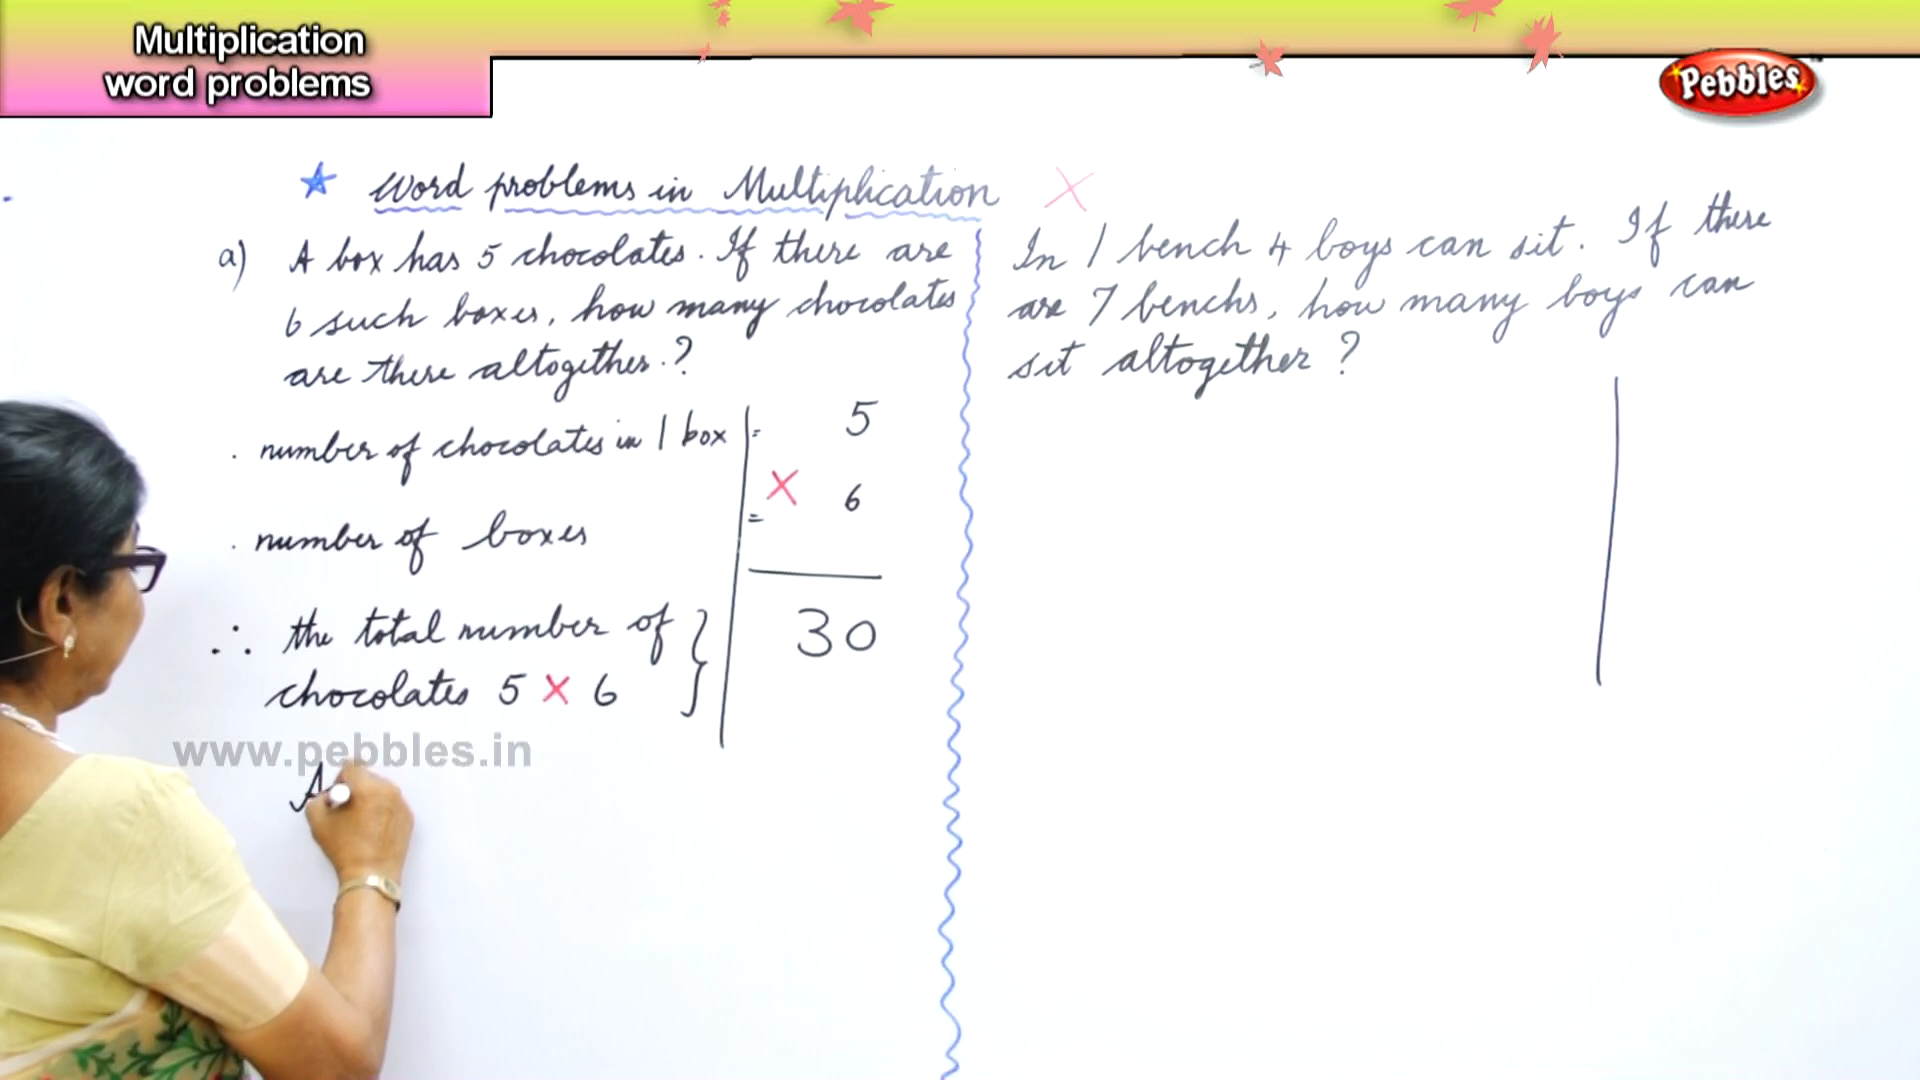 Multiplication
word problems
Pebbles
Word problems in Multiplication X
a) A box has 5 chocolates. If there are
6 such boxes, how many chocolates
are there altogether.?
. number of chocolates in 1 box = 5
. number of boxes = X 6
∴ the total number of } 30
chocolates 5 X 6
www.pebbles.in
A
In 1 bench 4 boys can sit. If there
are 7 benchs, how many boys can
sit altogether?